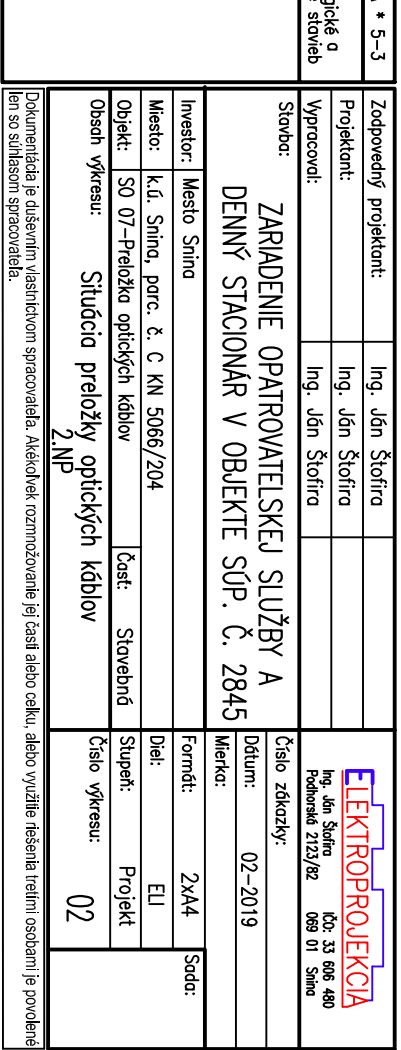 A * 5-3
gické a
e stavieb
Zodpovedný projektant: Ing. Ján Štofira
Projektant: Ing. Ján Štofira
Vypracoval: Ing. Ján Štofira
ELEKTROPROJEKCIA
Ing. Ján Štofira IČO: 33 606 480
Podhorská 2123/82 069 01 Snina
Stavba:
ZARIADENIE OPATROVATELSKEJ SLUŽBY A
DENNÝ STACIONÁR V OBJEKTE SÚP. Č. 2845
Číslo zákazky:
Dátum: 02-2019
Mierka:
Investor: Mesto Snina
Formát: 2xA4
Sada:
Miesto: k.ú. Snina, parc. č. C KN 5066/204
Diel: ELI
Objekt: SO 07-Preložka optických káblov
Časť: Stavebná
Stupeň: Projekt
Obsah výkresu:
Situácia preložky optických káblov
2.NP
Číslo výkresu:
02
Dokumentácia je duševním vlastníctvom spracovateľa. Akékoľvek rozmnožovanie jej časti alebo celku, alebo využitie riešenia tretími osobami je povolené
len so súhlasom spracovateľa.